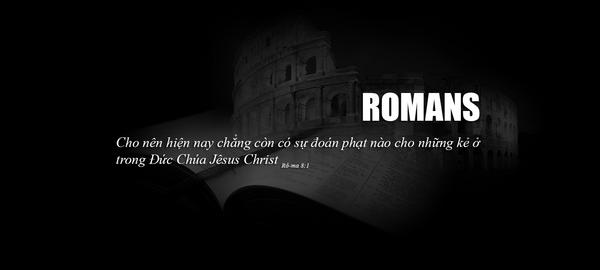 ROMANS
Cho nên hiện nay chẳng còn có sự đoán phạt nào cho những kẻ ở
trong Đức Chúa Jêsus Christ Rô-ma 8:1